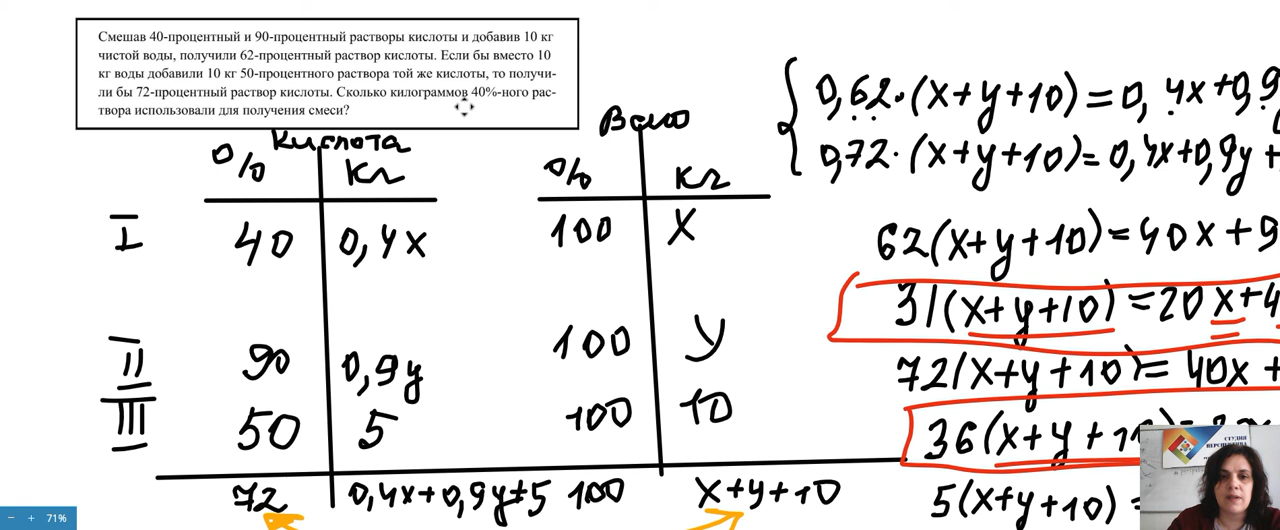 Смешав 40-процентный и 90-процентный растворы кислоты и добавив 10 кг
чистой воды, получили 62-процентный раствор кислоты. Если бы вместо 10
кг воды добавили 10 кг 50-процентного раствора той же кислоты, то получи-
ли бы 72-процентный раствор кислоты. Сколько килограммов 40%-ного рас-
твора использовали для получения смеси?
Кислота
% Кг
% Кг
I 40 0,4x 100 X
II 90 0,9y 100 y
III 50 5 100 10
72 0,4x+0,9y+5 100 x+y+10
0,62·(x+y+10)=0,4x+0,9
0,72·(x+y+10)=0,4x+0,9y+
62(x+y+10)=40x+9
31(x+y+10)=20x+4
72(x+y+10)=40x+
36(x+y+10)=
5(x+y+10)=
СТУДИЯ
71%